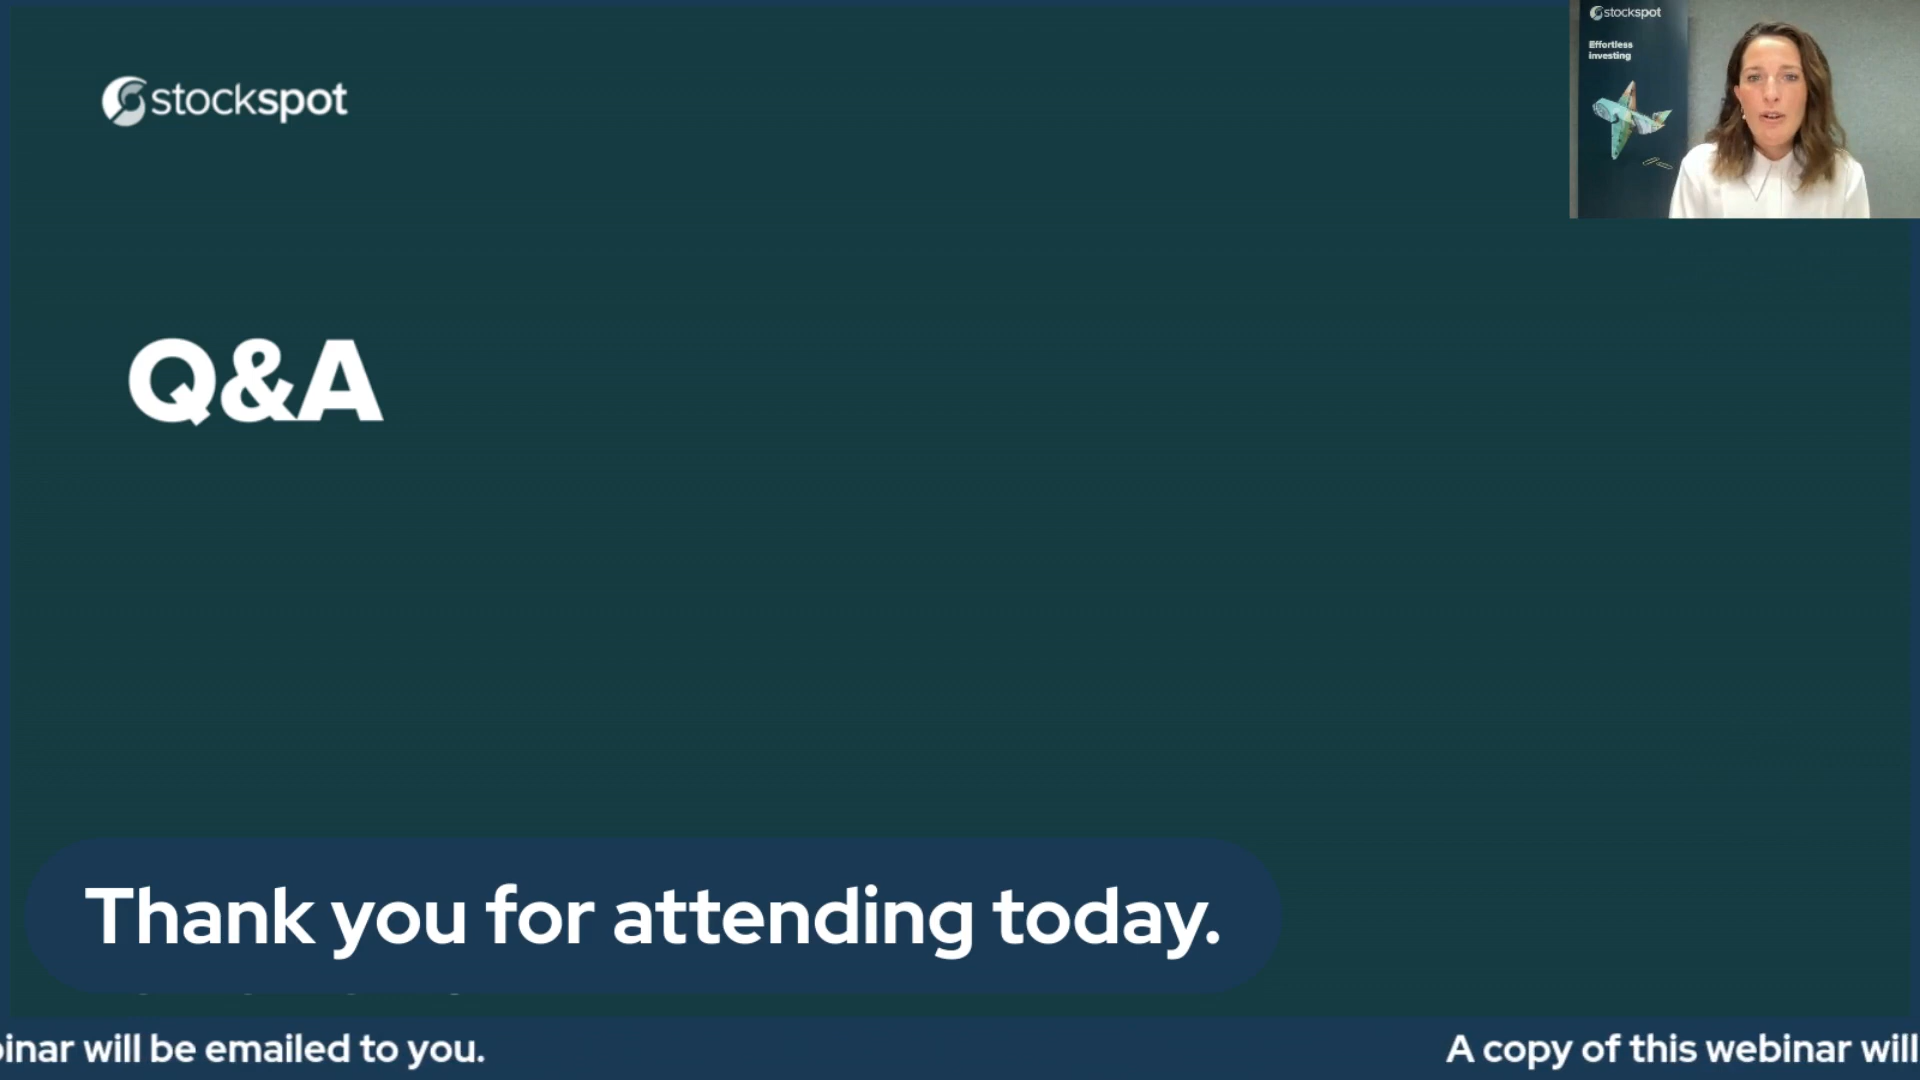 stockspot
stockspot
Effortless
investing
Q&A
Thank you for attending today.
inar will be emailed to you.
A copy of this webinar will